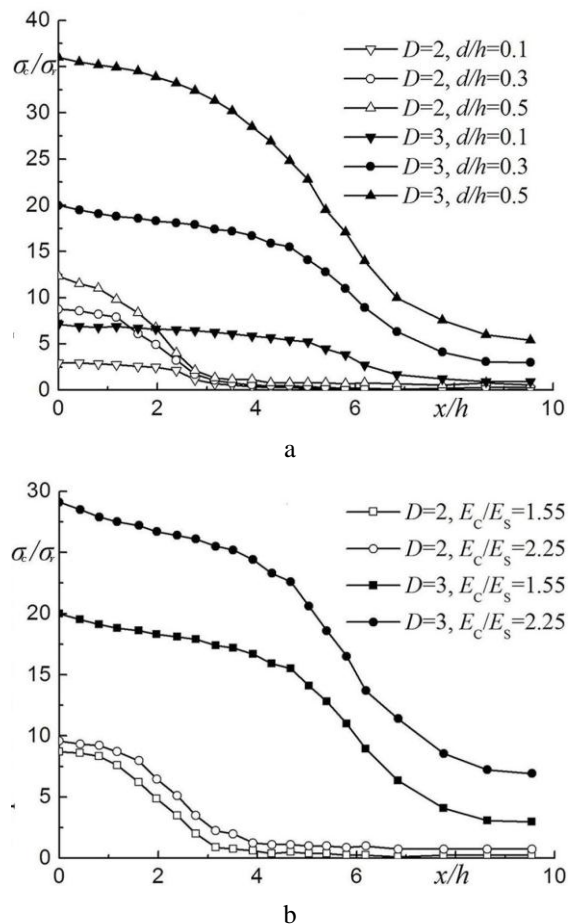 40
35
30
25
20
15
10
5
0
σc/σr
D=2, d/h=0.1
D=2, d/h=0.3
D=2, d/h=0.5
D=3, d/h=0.1
D=3, d/h=0.3
D=3, d/h=0.5
0 2 4 6 8 10
x/h
a
30
25
20
15
10
5
0
D=2, EC/ES=1.55
D=2, EC/ES=2.25
D=3, EC/ES=1.55
D=3, EC/ES=2.25
0 2 4 6 8 10
x/h
b